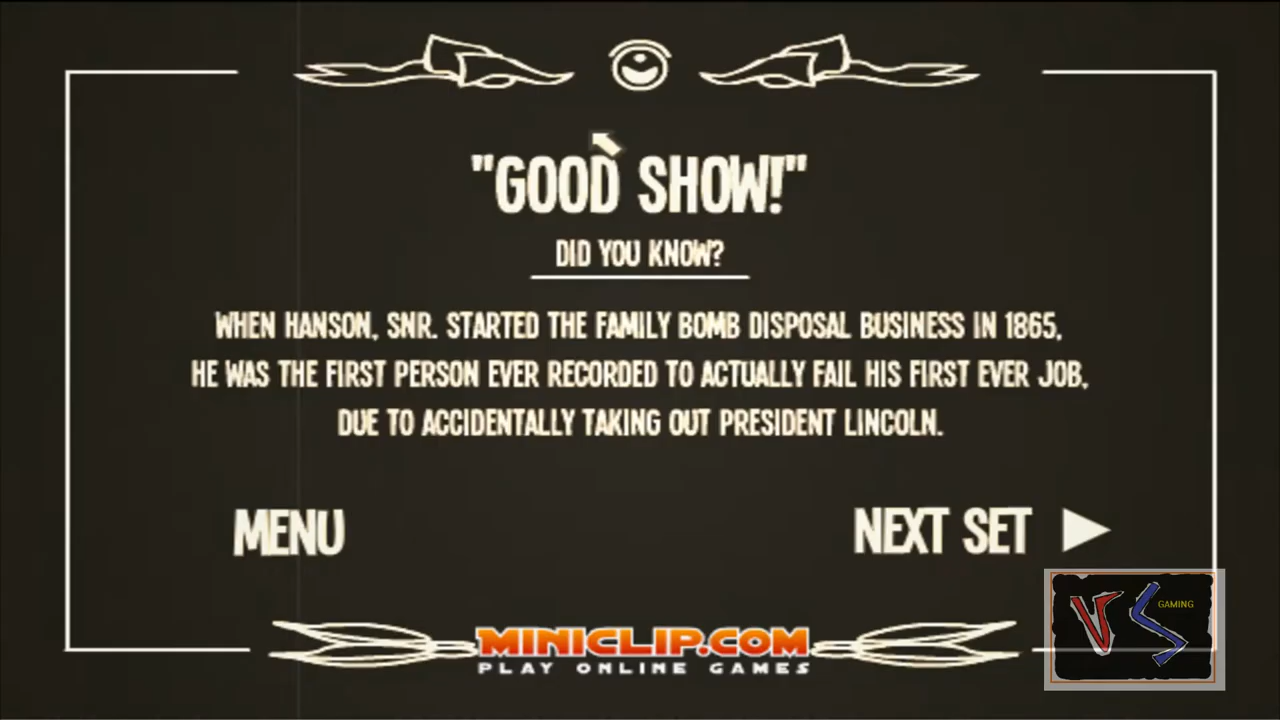 "GOOD SHOW!"
DID YOU KNOW?
WHEN HANSON, SNR. STARTED THE FAMILY BOMB DISPOSAL BUSINESS IN 1865,
HE WAS THE FIRST PERSON EVER RECORDED TO ACTUALLY FAIL HIS FIRST EVER JOB,
DUE TO ACCIDENTALLY TAKING OUT PRESIDENT LINCOLN.
MENU
NEXT SET
VS GAMING
MINICLIP.COM
PLAY ONLINE GAMES